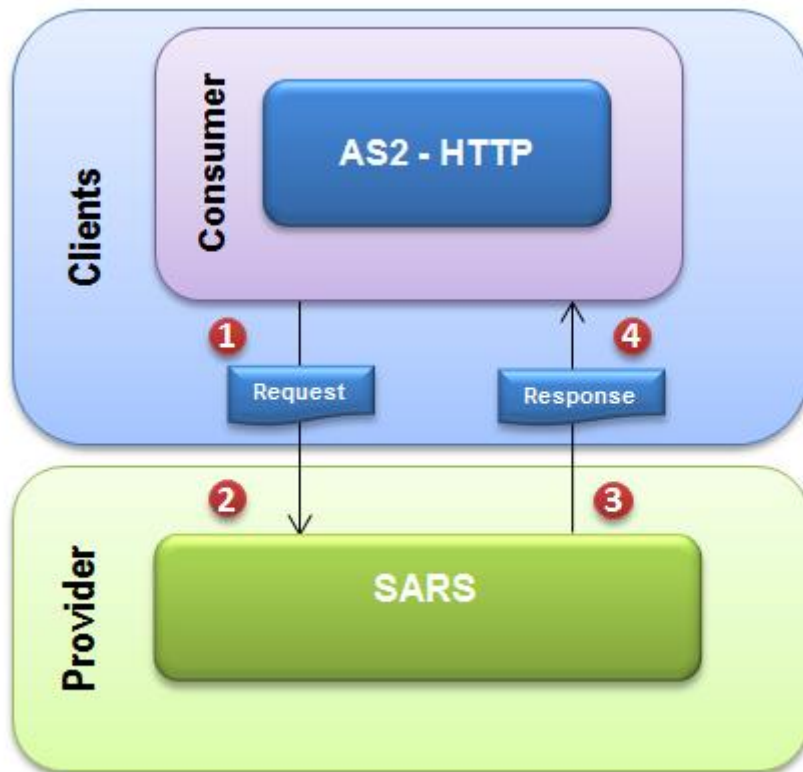 Clients
Consumer
AS2 - HTTP
1
4
Request
Response
2
3
Provider
SARS